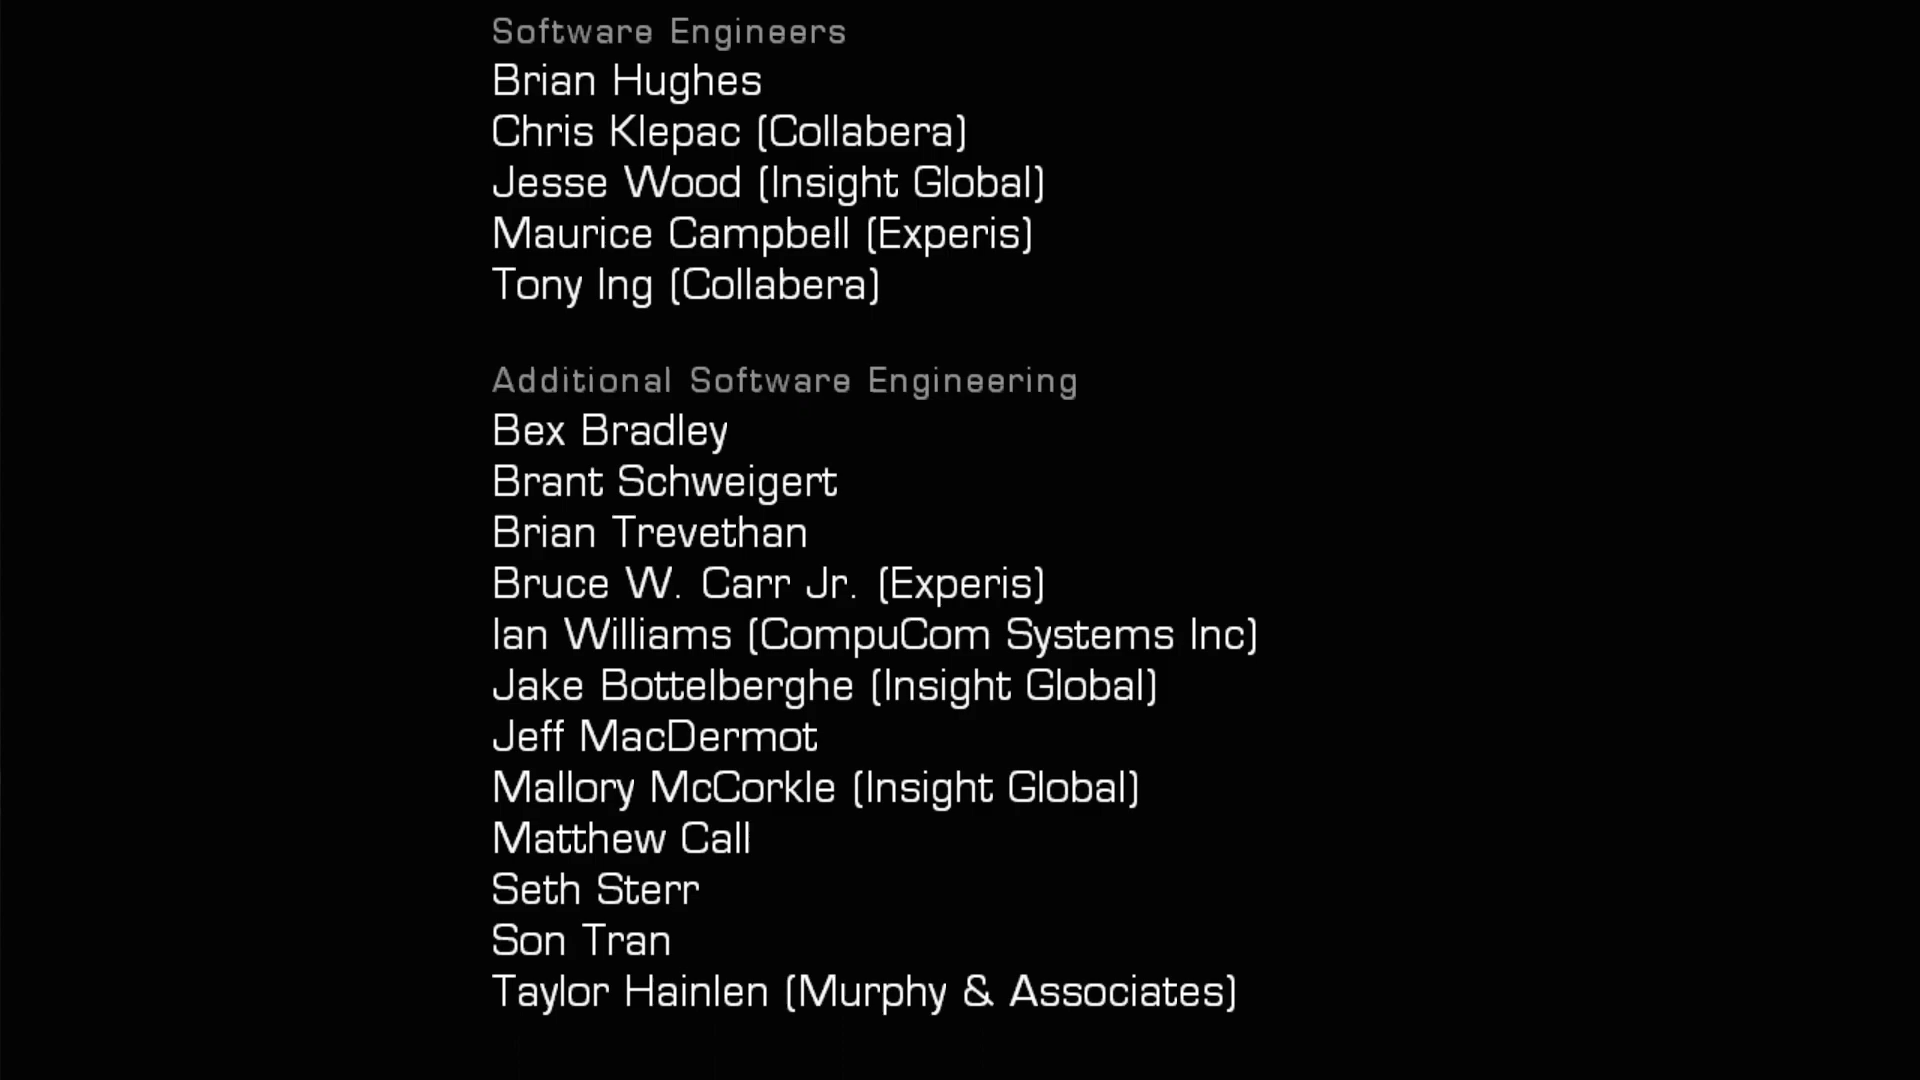 Software Engineers
Brian Hughes
Chris Klepac (Collabera)
Jesse Wood (Insight Global)
Maurice Campbell (Experis)
Tony Ing (Collabera)
Additional Software Engineering
Bex Bradley
Brant Schweigert
Brian Trevethan
Bruce W. Carr Jr. (Experis)
Ian Williams (CompuCom Systems Inc)
Jake Bottelberghe (Insight Global)
Jeff MacDermot
Mallory McCorkle (Insight Global)
Matthew Call
Seth Sterr
Son Tran
Taylor Hainlen (Murphy & Associates)